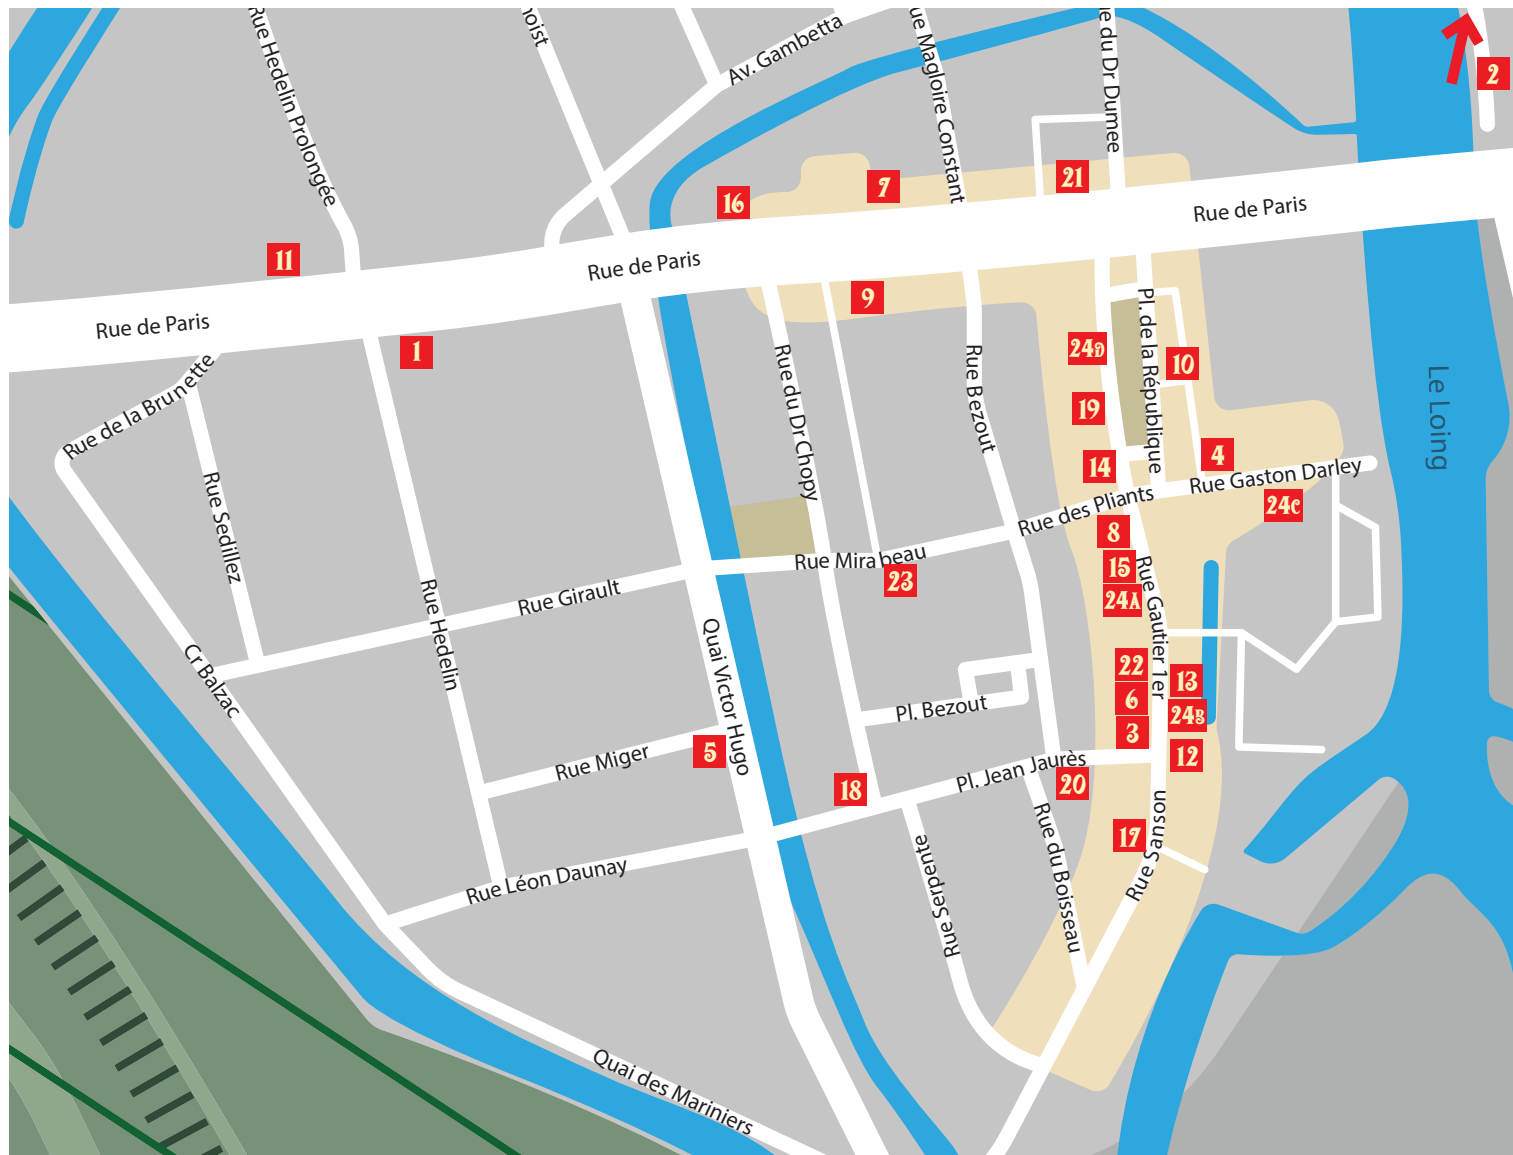 Rue Hedelin Prolongée
noist
Av. Gambetta
ue Magloire Constant
e du Dr Dumee
2
16
7
21
Rue de Paris
11
Rue de Paris
9
Rue de Paris
1
Rue de la Brunette
Rue Sedillez
Rue du Dr Chopy
Rue Bezout
24D
Pl. de la République
10
19
14
4
Le Loing
Rue Gaston Darley
Rue des Pliants
24C
8
Rue Mirabeau
23
15
24A
Rue Gautier 1er
Rue Girault
Rue Hedelin
Cr Balzac
Quai Victor Hugo
22
13
6
24B
3
12
Pl. Bezout
5
Rue Miger
18
Pl. Jean Jaurès
20
17
Rue Sanson
Rue du Boisseau
Rue Serpente
Rue Léon Daunay
Quai des Mariniers